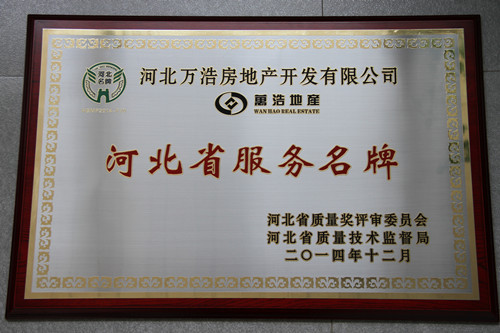 河北名牌
河北万浩房地产开发有限公司
萬浩地産
WAN HAO REAL ESTATE
河北省服务名牌
河北省质量奖评审委员会
河北省质量技术监督局
二〇一四年十二月